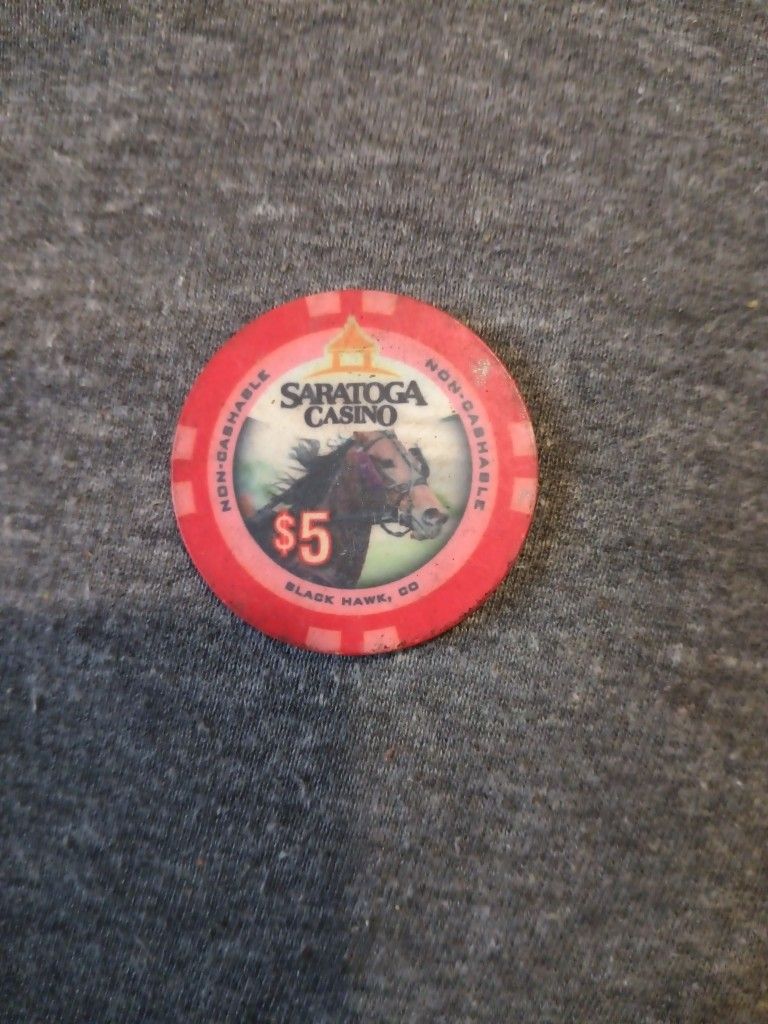 SARATOGA
CASINO
NON-CASHABLE
NON-CASHABLE
$5
BLACK HAWK, CO